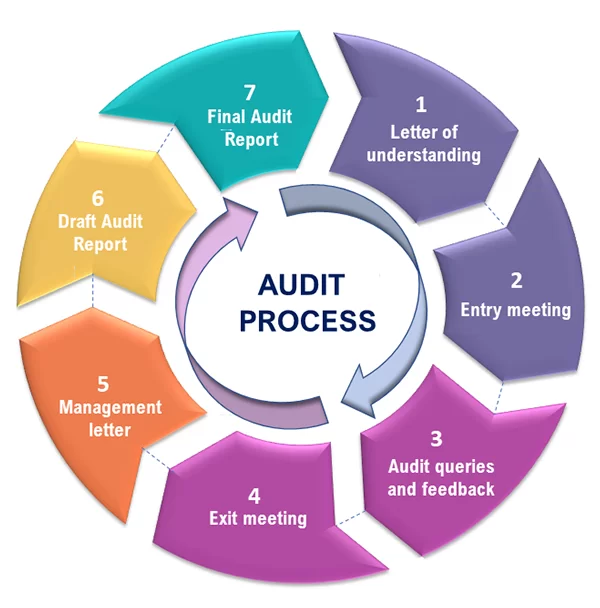 1
Letter of
understanding
2
Entry meeting
3
Audit queries
and feedback
4
Exit meeting
5
Management
letter
6
Draft Audit
Report
7
Final Audit
Report
AUDIT
PROCESS